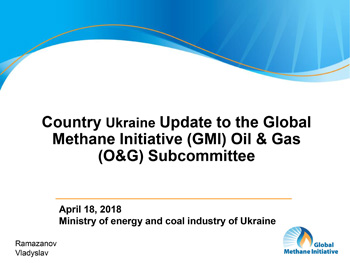 Country Ukraine Update to the Global
Methane Initiative (GMI) Oil & Gas
(O&G) Subcommittee
April 18, 2018
Ministry of energy and coal industry of Ukraine
Ramazanov
Vladyslav
Global
Methane Initiative